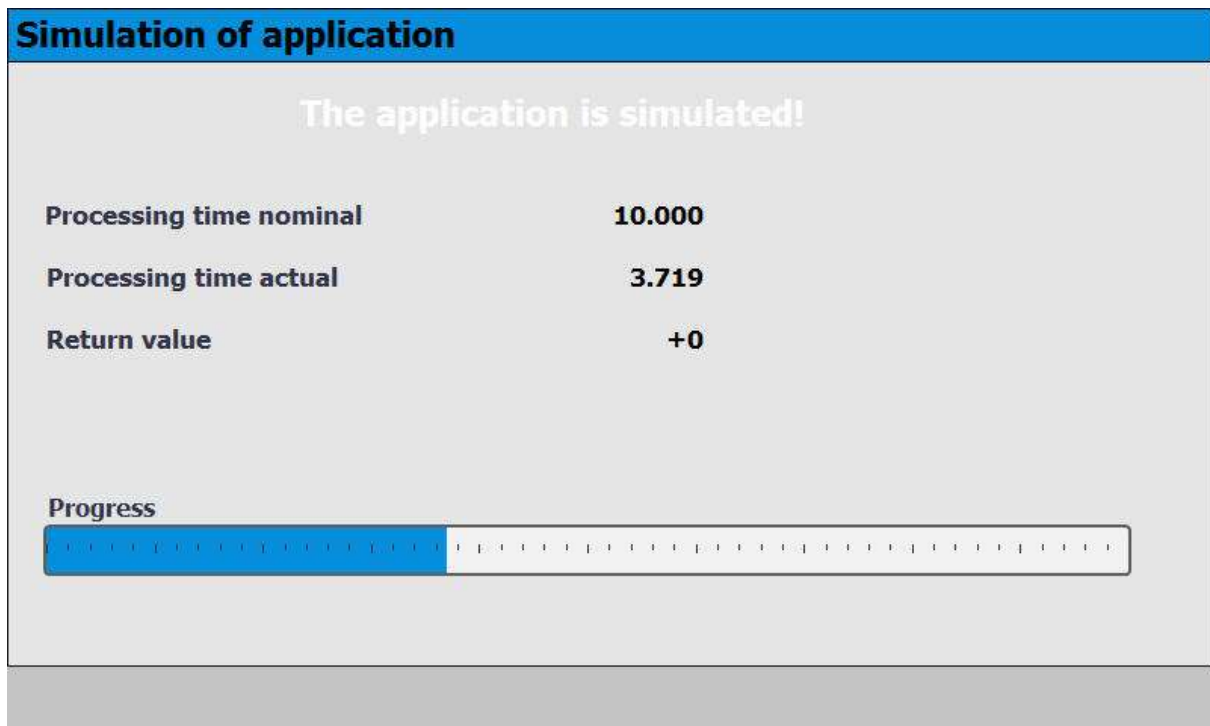 Simulation of application
The application is simulated!
Processing time nominal 10.000
Processing time actual 3.719
Return value +0
Progress